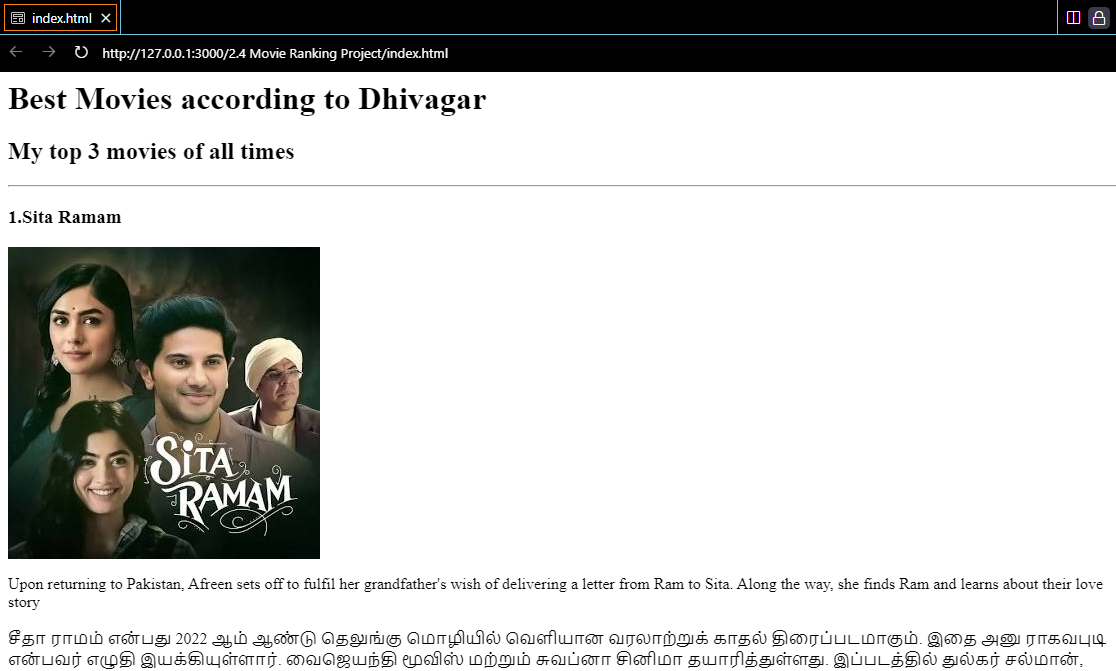 index.html
http://127.0.0.1:3000/2.4 Movie Ranking Project/index.html
Best Movies according to Dhivagar
My top 3 movies of all times
1.Sita Ramam
SITA
RAMAM
Upon returning to Pakistan, Afreen sets off to fulfil her grandfather's wish of delivering a letter from Ram to Sita. Along the way, she finds Ram and learns about their love
story
சீதா ராமம் என்பது 2022 ஆம் ஆண்டு தெலுங்கு மொழியில் வெளியான வரலாற்றுக் காதல் திரைப்படமாகும். இதை அனு ராகவபுடி
என்பவர் எழுதி இயக்கியுள்ளார். வைஜெயந்தி மூவிஸ் மற்றும் சுவப்னா சினிமா தயாரித்துள்ளது. இப்படத்தில் துல்கர் சல்மான்,